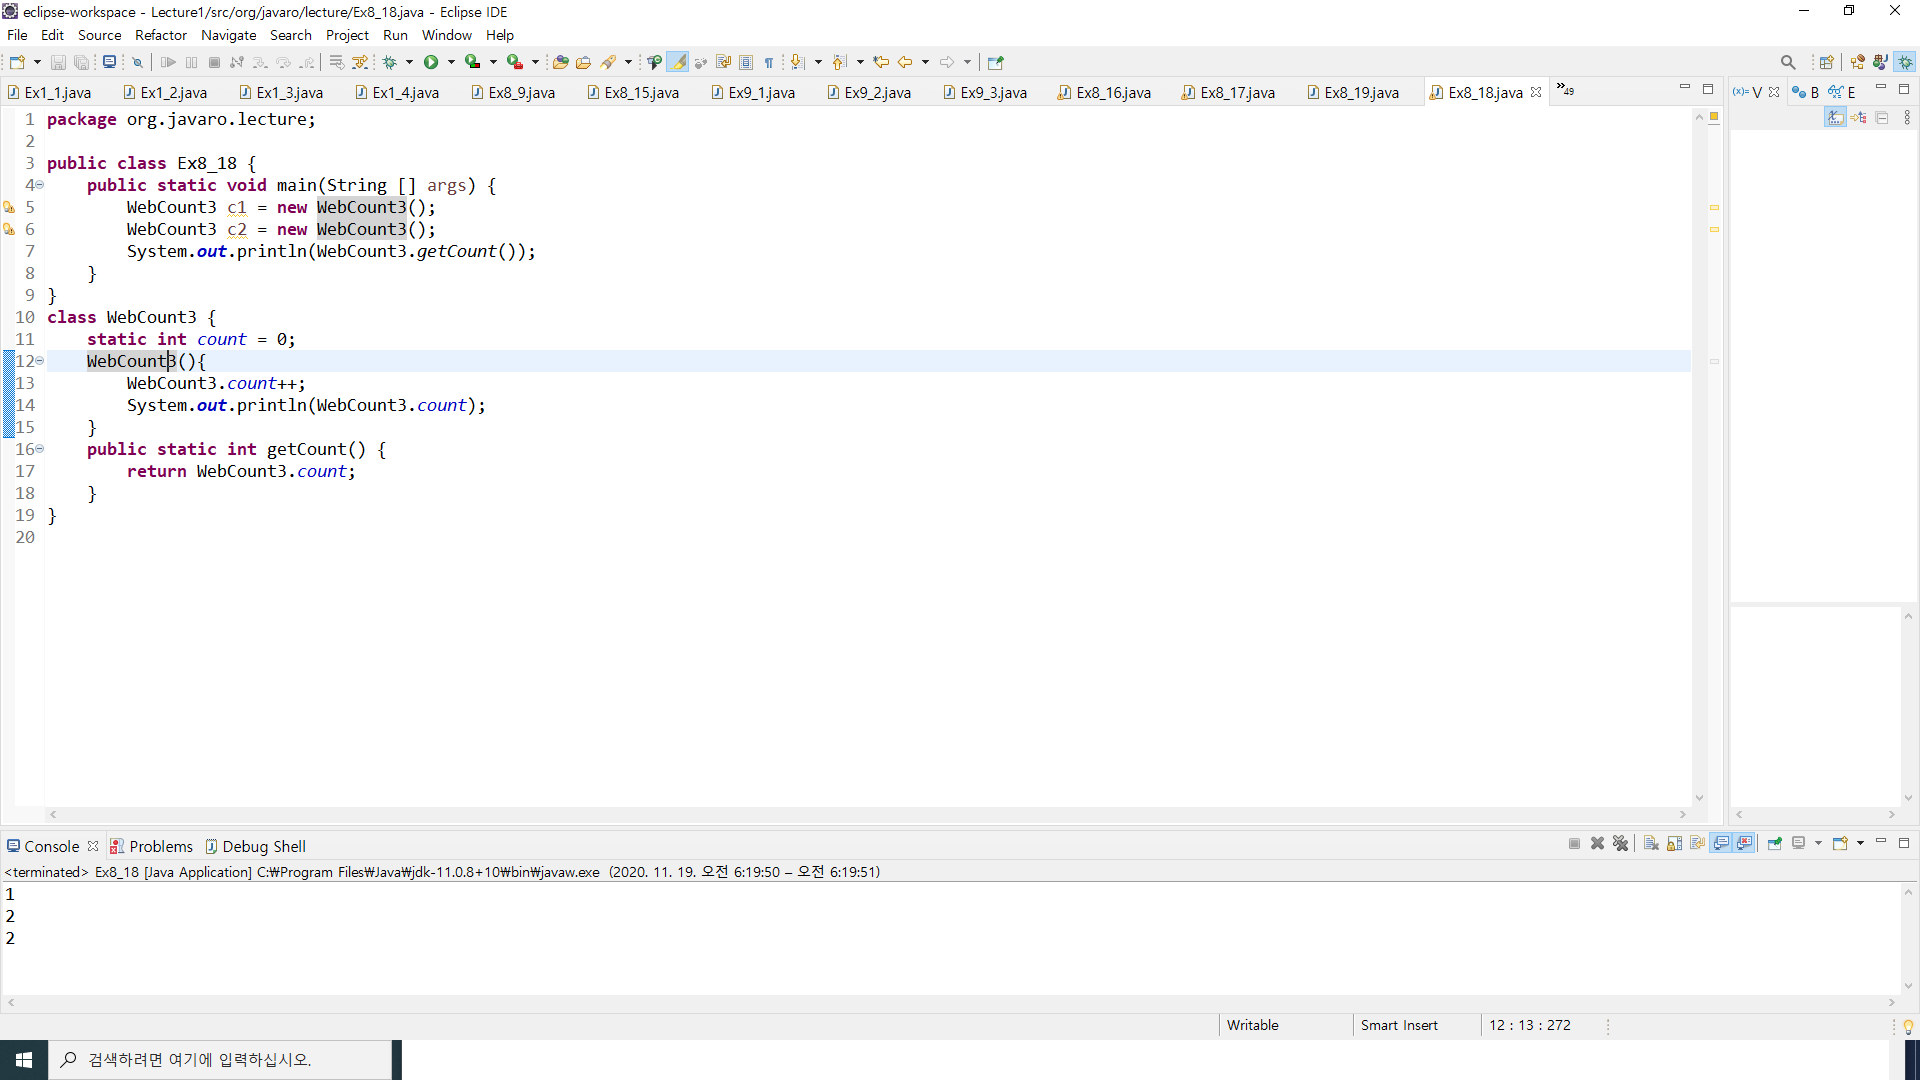 eclipse-workspace - Lecture1/src/org/javaro/lecture/Ex8_18.java - Eclipse IDE
File Edit Source Refactor Navigate Search Project Run Window Help
Ex1_1.java Ex1_2.java Ex1_3.java Ex1_4.java Ex8_9.java Ex8_15.java Ex9_1.java Ex9_2.java Ex9_3.java Ex8_16.java Ex8_17.java Ex8_19.java Ex8_18.java »49 (x)= V B E
1 package org.javaro.lecture;
2
3 public class Ex8_18 {
4 public static void main(String [] args) {
5 WebCount3 c1 = new WebCount3();
6 WebCount3 c2 = new WebCount3();
7 System.out.println(WebCount3.getCount());
8 }
9 }
10 class WebCount3 {
11 static int count = 0;
12 WebCount3(){
13 WebCount3.count++;
14 System.out.println(WebCount3.count);
15 }
16 public static int getCount() {
17 return WebCount3.count;
18 }
19 }
20
Console Problems Debug Shell
<terminated> Ex8_18 [Java Application] C:₩Program Files₩Java₩jdk-11.0.8+10₩bin₩javaw.exe (2020. 11. 19. 오전 6:19:50 – 오전 6:19:51)
1
2
2
Writable Smart Insert 12 : 13 : 272
검색하려면 여기에 입력하십시오.